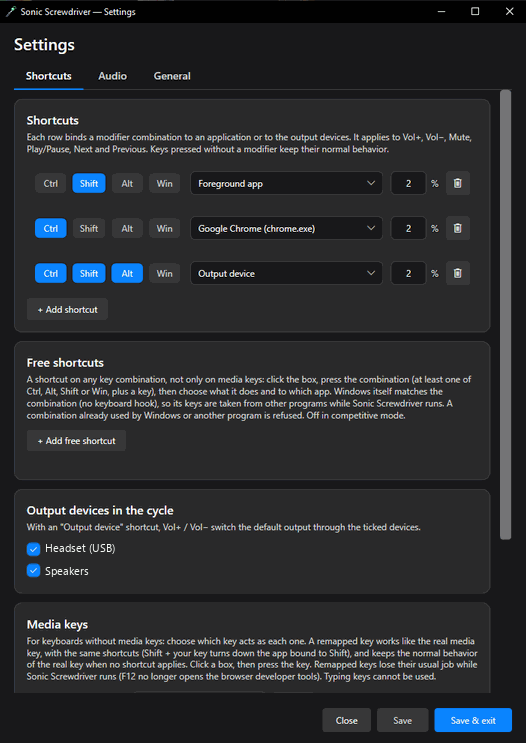 Sonic Screwdriver — Settings
Settings
Shortcuts Audio General
Shortcuts
Each row binds a modifier combination to an application or to the output devices. It applies to Vol+, Vol−, Mute,
Play/Pause, Next and Previous. Keys pressed without a modifier keep their normal behavior.
Ctrl Shift Alt Win Foreground app 2 %
Ctrl Shift Alt Win Google Chrome (chrome.exe) 2 %
Ctrl Shift Alt Win Output device 2 %
+ Add shortcut
Free shortcuts
A shortcut on any key combination, not only on media keys: click the box, press the combination (at least one of
Ctrl, Alt, Shift or Win, plus a key), then choose what it does and to which app. Windows itself matches the
combination (no keyboard hook), so its keys are taken from other programs while Sonic Screwdriver runs. A
combination already used by Windows or another program is refused. Off in competitive mode.
+ Add free shortcut
Output devices in the cycle
With an "Output device" shortcut, Vol+ / Vol− switch the default output through the ticked devices.
Headset (USB)
Speakers
Media keys
For keyboards without media keys: choose which key acts as each one. A remapped key works like the real media
key, with the same shortcuts (Shift + your key turns down the app bound to Shift), and keeps the normal behavior
of the real key when no shortcut applies. Click a box, then press the key. Remapped keys lose their usual job while
Sonic Screwdriver runs (F12 no longer opens the browser developer tools). Typing keys cannot be used.
Close Save Save & exit